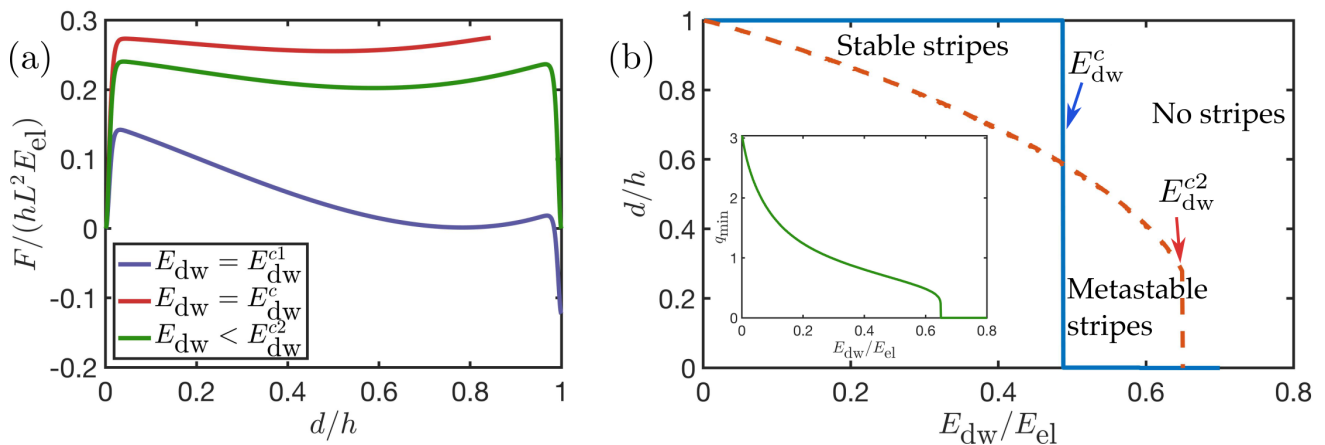 (a)
0.3
0.2
0.1
0
-0.1
-0.2
F/(hL²E_el)
E_dw = E_dw^c1
E_dw = E_dw^c
E_dw < E_dw^c2
0 0.2 0.4 0.6 0.8 1
d/h
(b)
1
0.8
0.6
0.4
0.2
0
d/h
Stable stripes
E_dw^c
No stripes
E_dw^c2
Metastable
stripes
3
2
1
0
q_min
0 0.2 0.4 0.6 0.8
E_dw/E_el
0 0.2 0.4 0.6 0.8
E_dw/E_el